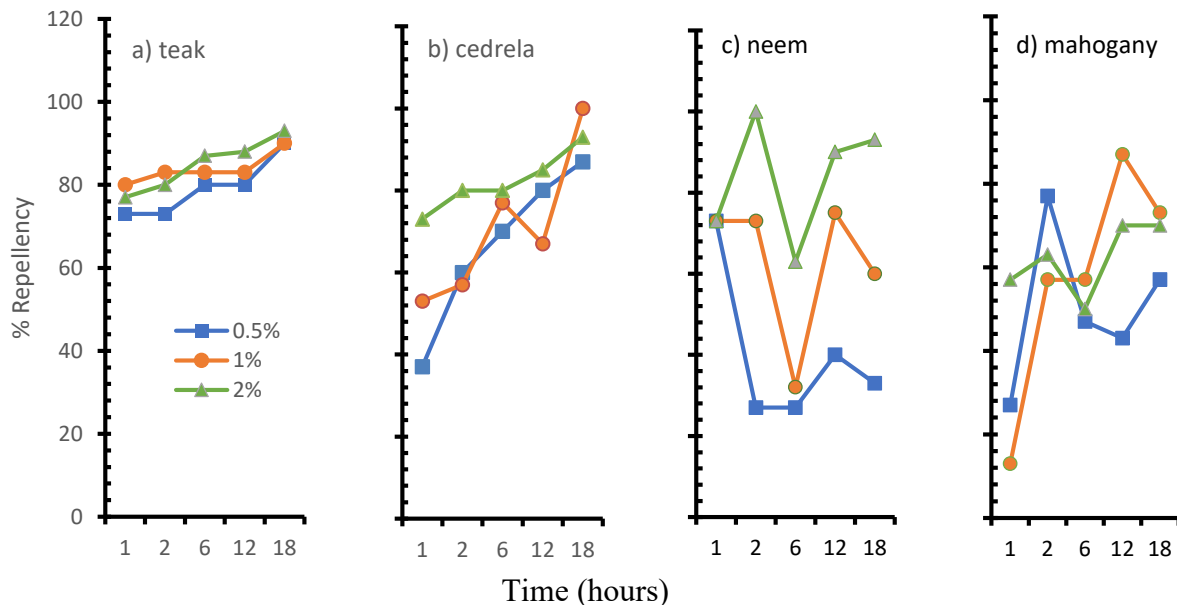 120
100
80
60
40
20
0
% Repellency
a) teak
b) cedrela
c) neem
d) mahogany
0.5%
1%
2%
1 2 6 12 18
1 2 6 12 18
1 2 6 12 18
1 2 6 12 18
Time (hours)